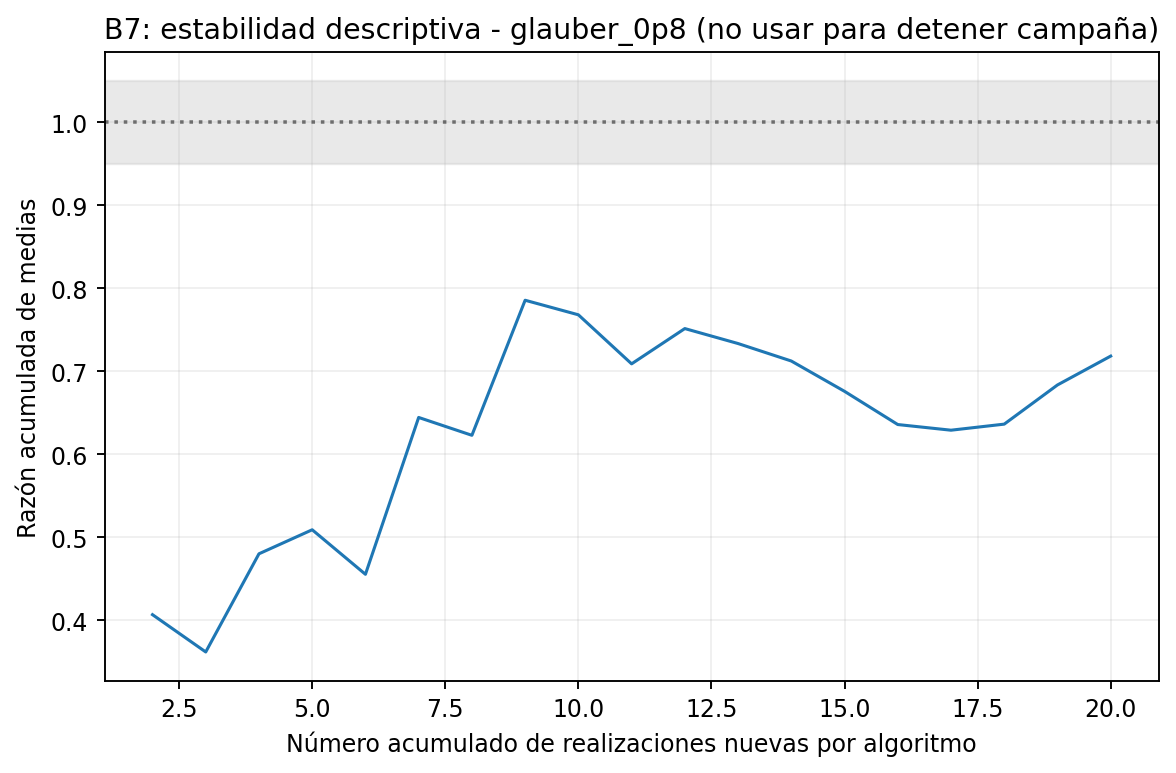 B7: estabilidad descriptiva - glauber_0p8 (no usar para detener campaña)
Razón acumulada de medias
1.0
0.9
0.8
0.7
0.6
0.5
0.4
2.5 5.0 7.5 10.0 12.5 15.0 17.5 20.0
Número acumulado de realizaciones nuevas por algoritmo